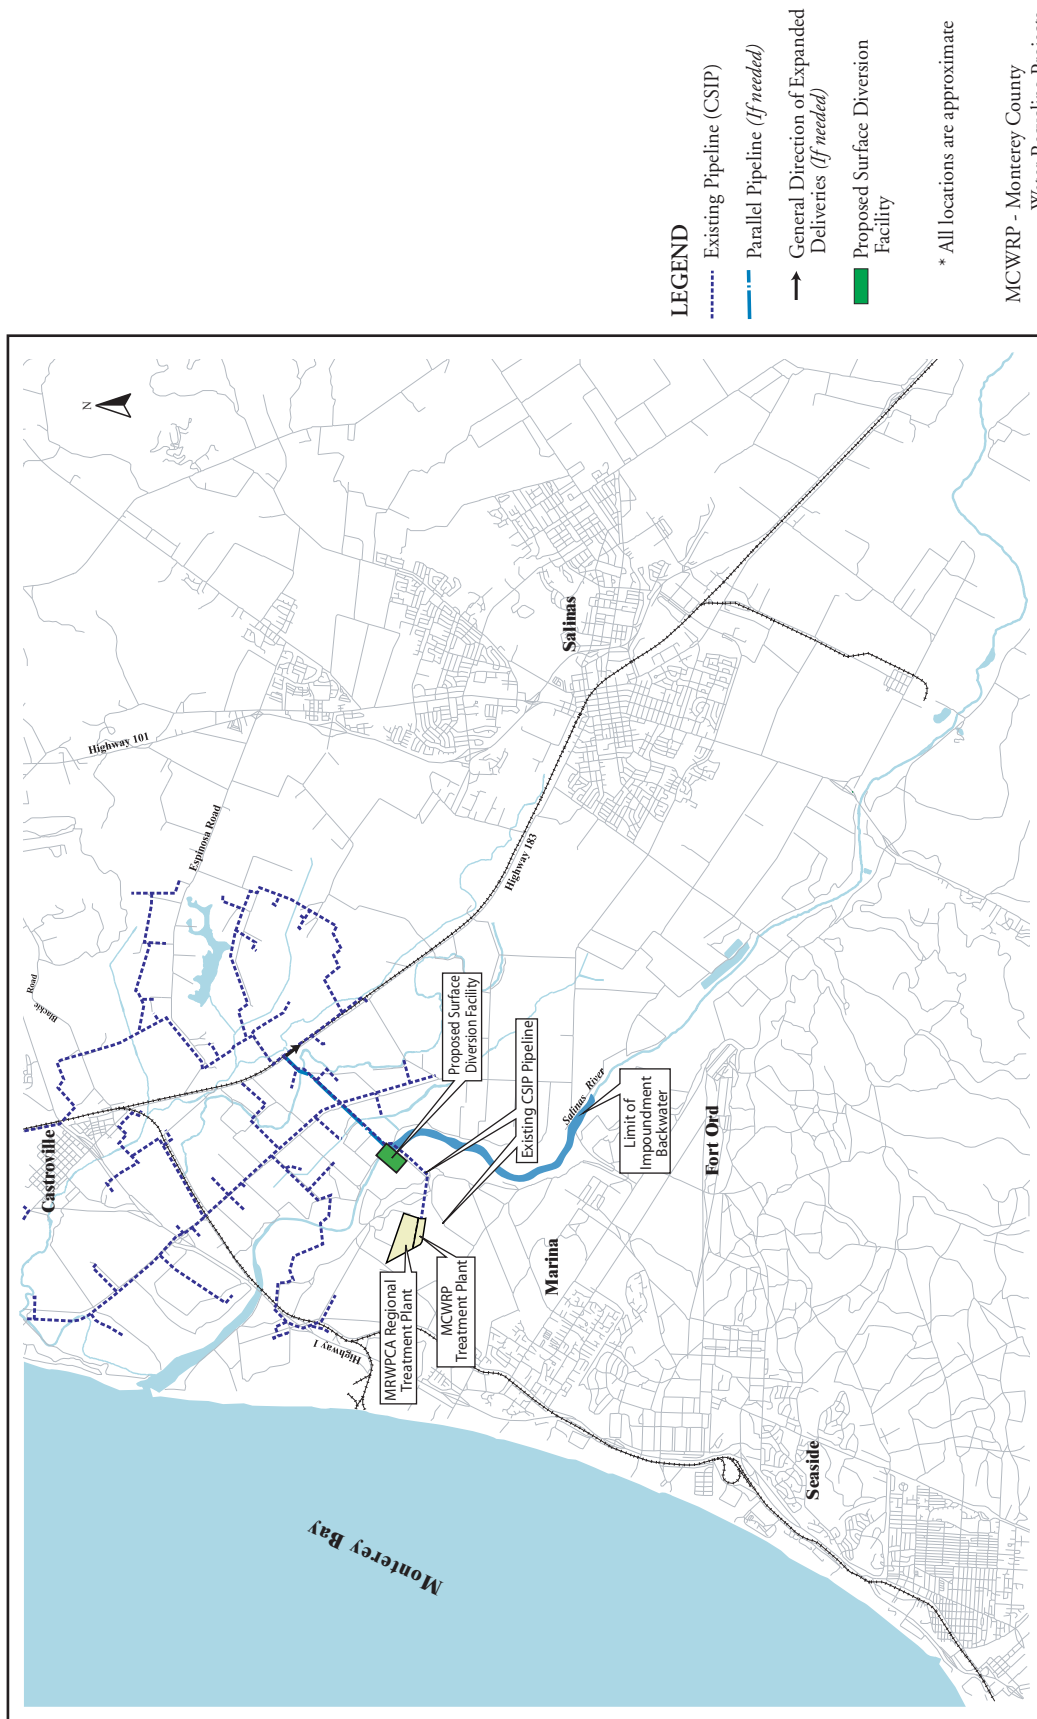 N
Monterey Bay
Castroville
Blackie
Road
Espinosa Road
Highway 101
Highway 183
Highway 1
Salinas
Salinas River
Marina
Fort Ord
Seaside
MRWPCA Regional
Treatment Plant
MCWRP
Treatment Plant
Proposed Surface
Diversion Facility
Existing CSIP Pipeline
Limit of
Impoundment
Backwater
LEGEND
Existing Pipeline (CSIP)
Parallel Pipeline (If needed)
General Direction of Expanded
Deliveries (If needed)
Proposed Surface Diversion
Facility
* All locations are approximate
MCWRP - Monterey County